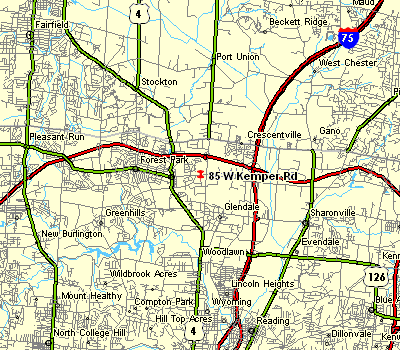 Maud
4
Beckett Ridge
Fairfield
75
Port Union
West Chester
Stockton
Crescentville
Gano
Pleasant Run
Forest Park
85 W Kemper Rd
Greenhills
Glendale
Sharonville
New Burlington
Evendale
Woodlawn
Wildbrook Acres
126
Lincoln Heights
Mount Healthy
Compton Park
Wyoming
Blue
Hill Top Acres
Reading
4
North College Hill
Dillonvale